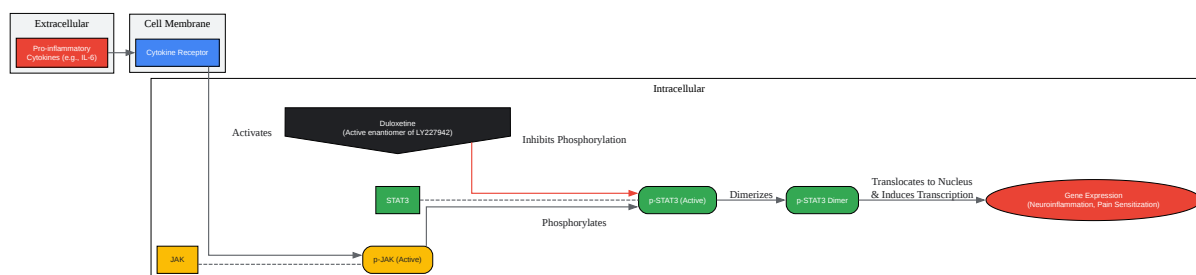 Extracellular
Pro-inflammatory
Cytokines (e.g., IL-6)
Cell Membrane
Cytokine Receptor
Intracellular
Activates
Duloxetine
(Active enantiomer of LY227942)
Inhibits Phosphorylation
STAT3
p-STAT3 (Active)
Dimerizes
p-STAT3 Dimer
Translocates to Nucleus
& Induces Transcription
Gene Expression
(Neuroinflammation, Pain Sensitization)
Phosphorylates
JAK
p-JAK (Active)